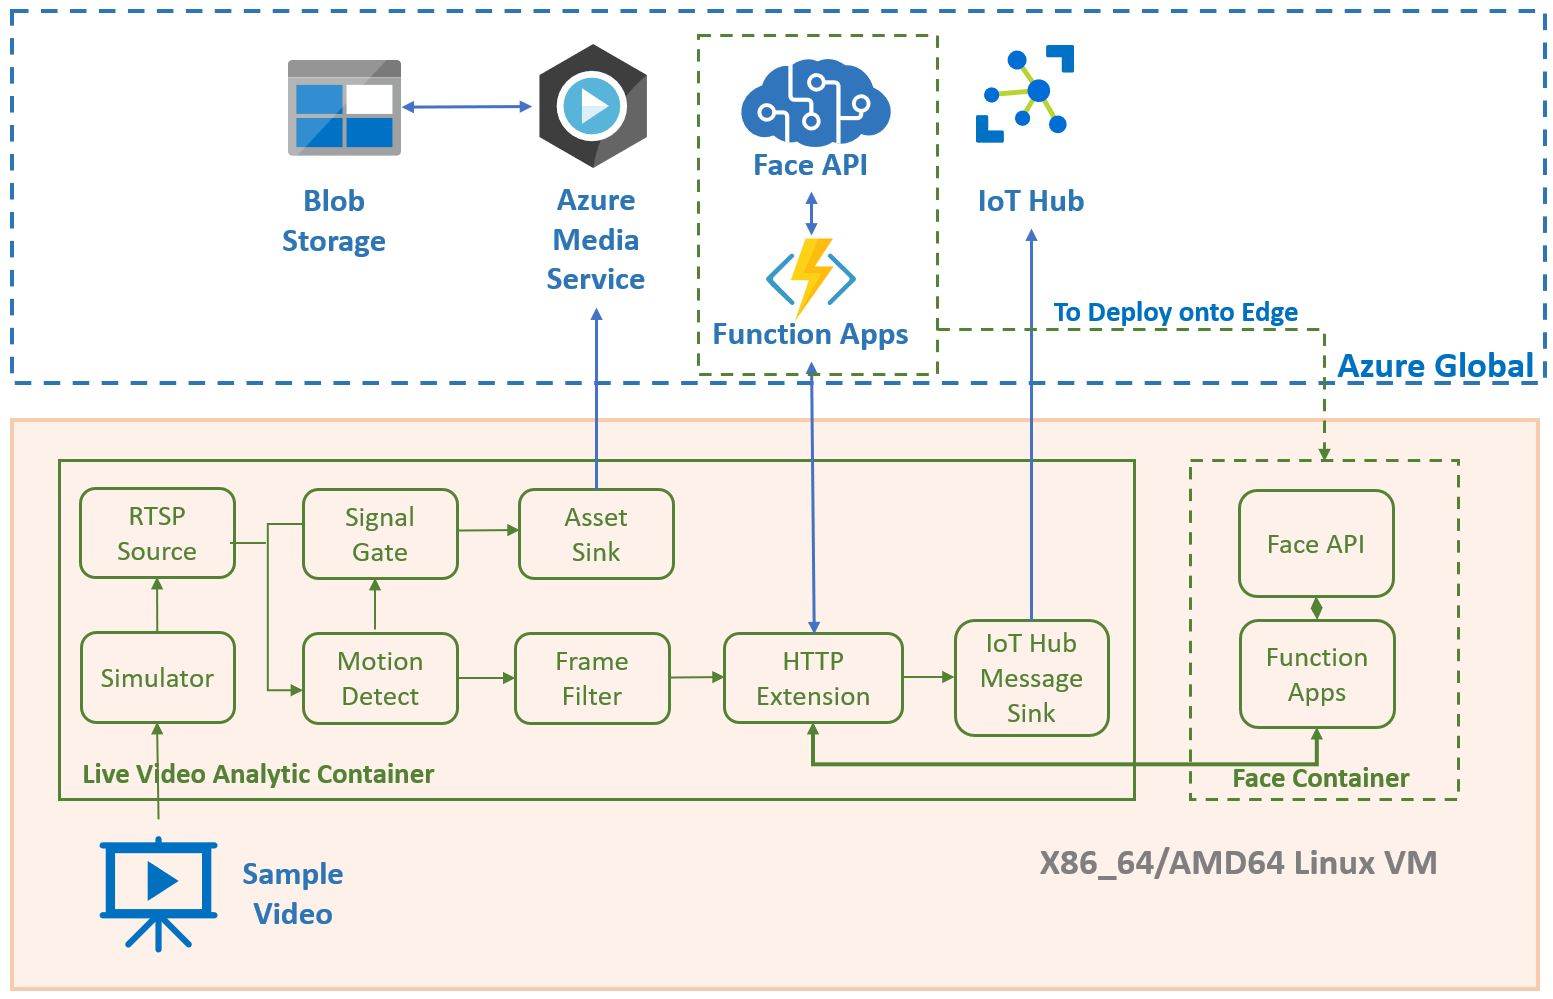 Blob
Storage
Azure
Media
Service
Face API
Function Apps
IoT Hub
To Deploy onto Edge
Azure Global
RTSP
Source
Signal
Gate
Asset
Sink
Face API
Simulator
Motion
Detect
Frame
Filter
HTTP
Extension
IoT Hub
Message
Sink
Function
Apps
Live Video Analytic Container
Face Container
Sample
Video
X86_64/AMD64 Linux VM